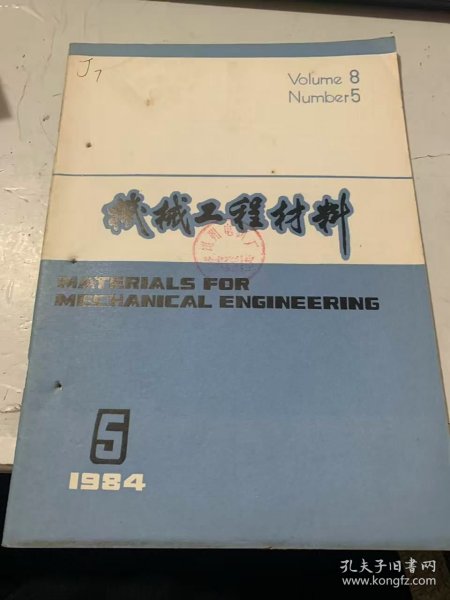 J7
Volume 8
Number5
機械工程材料
MATERIALS FOR
MECHANICAL ENGINEERING
5
1984
孔夫子旧书网
www.kongfz.com